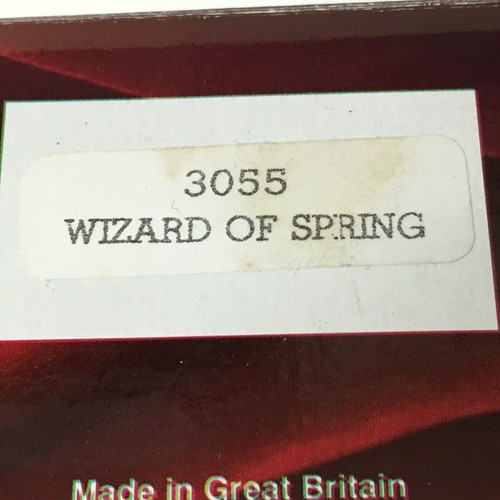 3055
WIZARD OF SPRING
Made in Great Britain